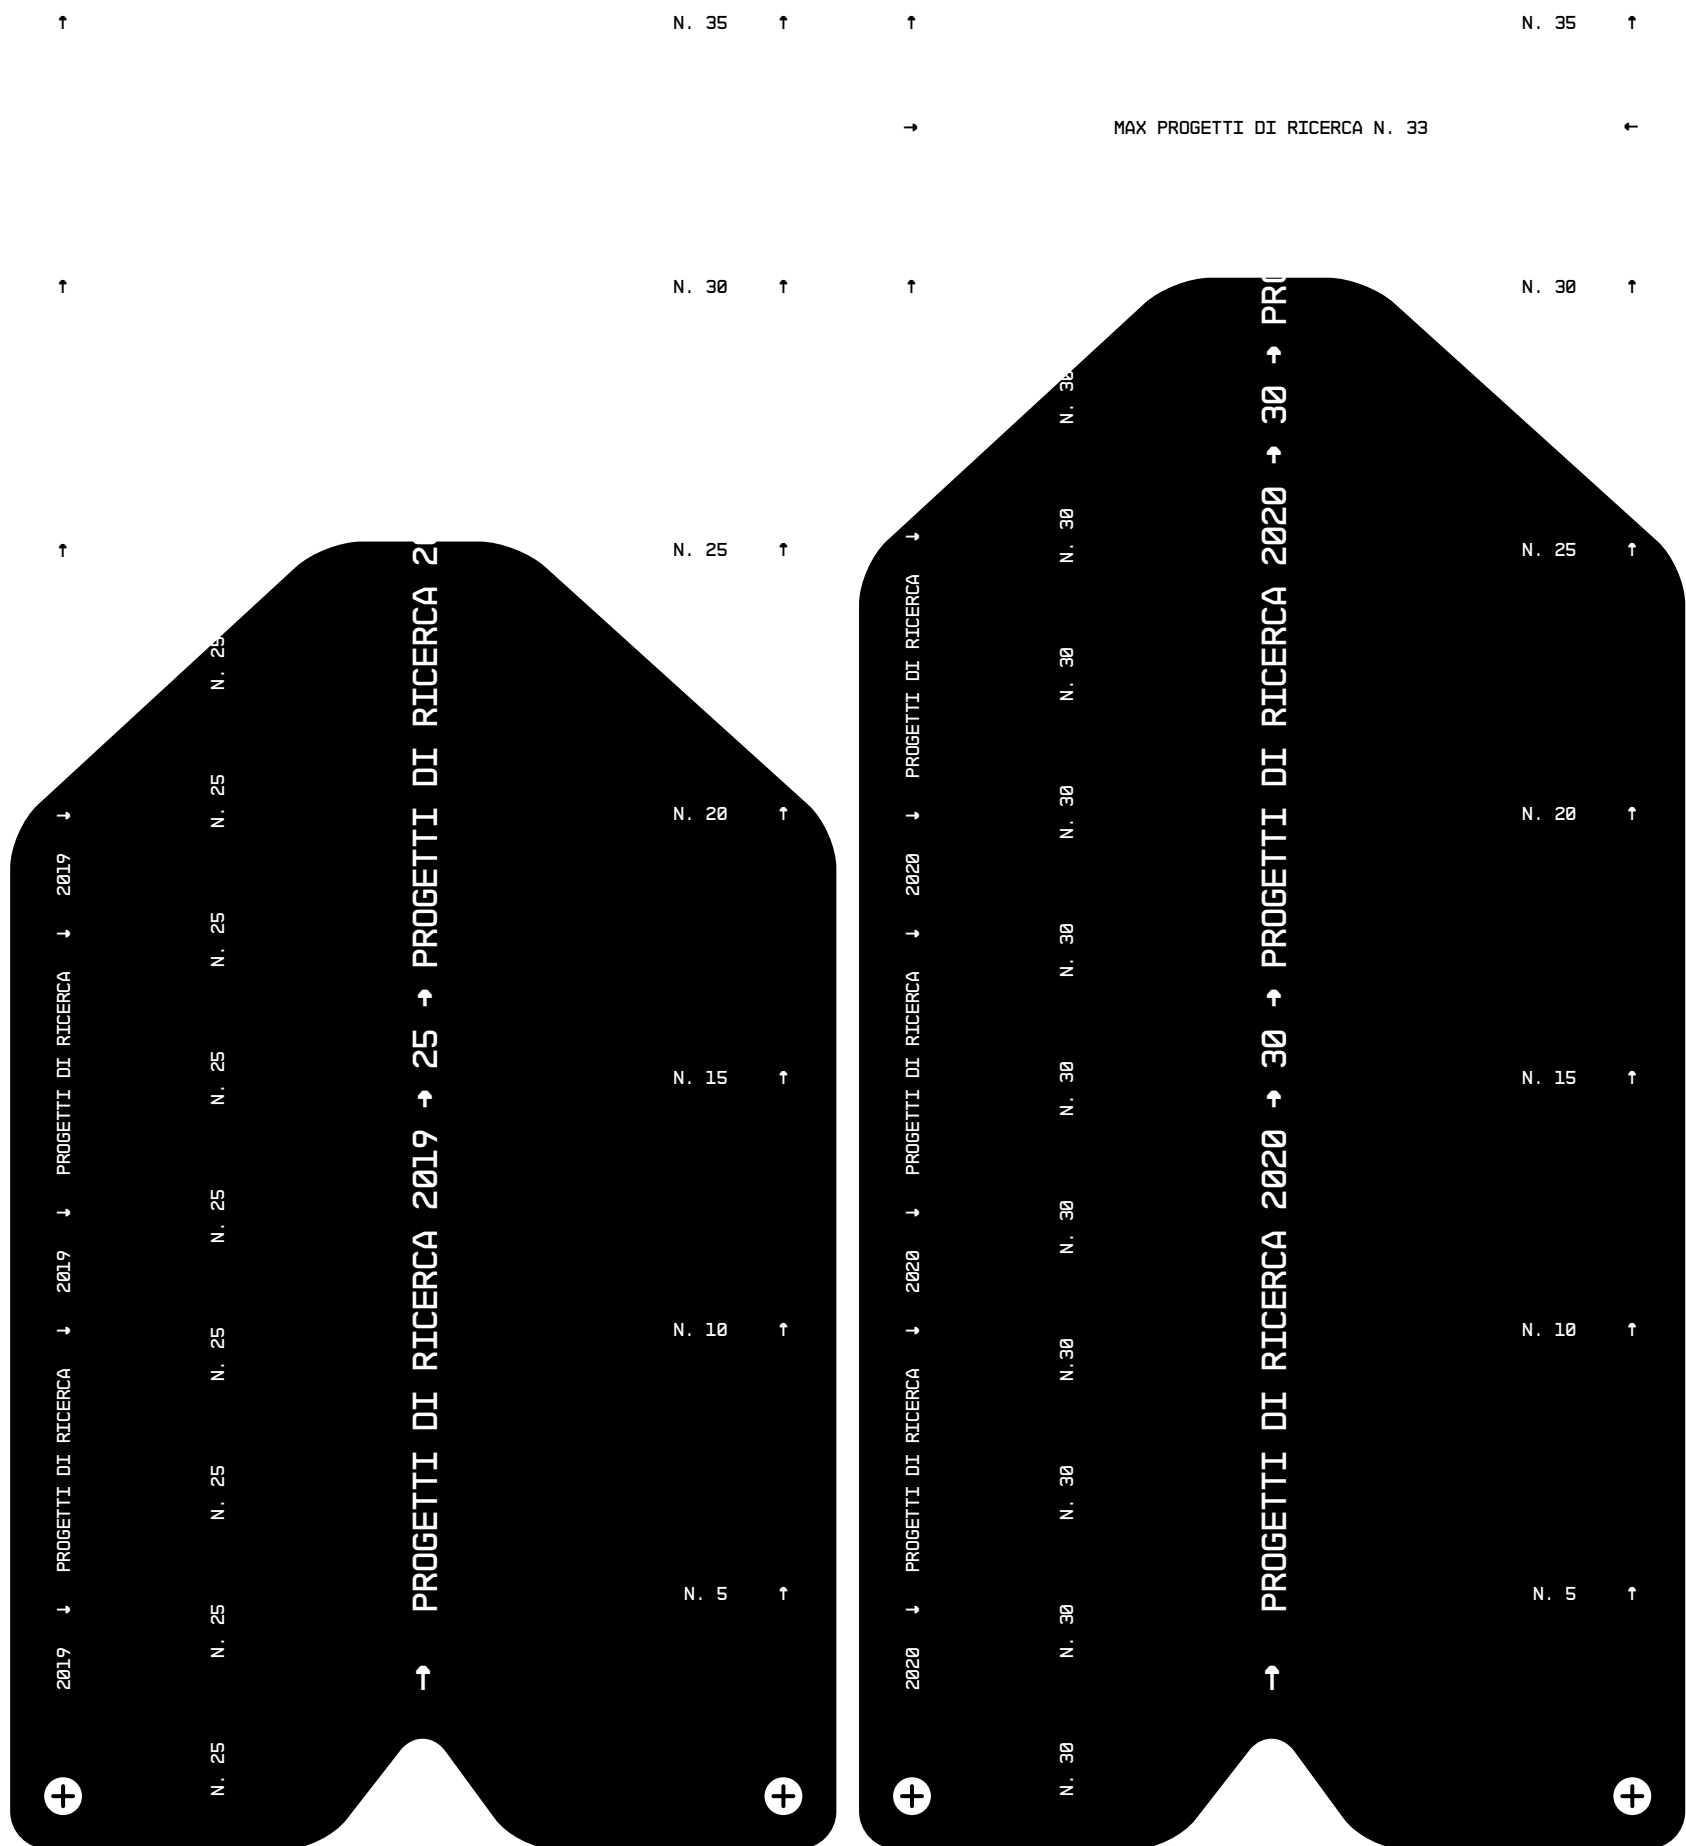 ↑ N. 35 ↑
↑ N. 30 ↑
↑ N. 25 ↑
N. 20 ↑
N. 15 ↑
N. 10 ↑
N. 5 ↑
2019 → PROGETTI DI RICERCA → 2019 → PROGETTI DI RICERCA → 2019 →
N. 25
N. 25
N. 25
N. 25
N. 25
N. 25
N. 25
N. 25
N. 25
→ PROGETTI DI RICERCA 2019 → 25 → PROGETTI DI RICERCA 2
↑ N. 35 ↑
→ MAX PROGETTI DI RICERCA N. 33 ←
↑ N. 30 ↑
N. 25 ↑
N. 20 ↑
N. 15 ↑
N. 10 ↑
N. 5 ↑
2020 → PROGETTI DI RICERCA → 2020 → PROGETTI DI RICERCA → 2020 → PROGETTI DI RICERCA →
N. 30
N. 30
N. 30
N.30
N. 30
N. 30
N. 30
N. 30
N. 30
N. 30
N. 30
→ PROGETTI DI RICERCA 2020 → 30 → PROGETTI DI RICERCA 2020 → 30 → PRO